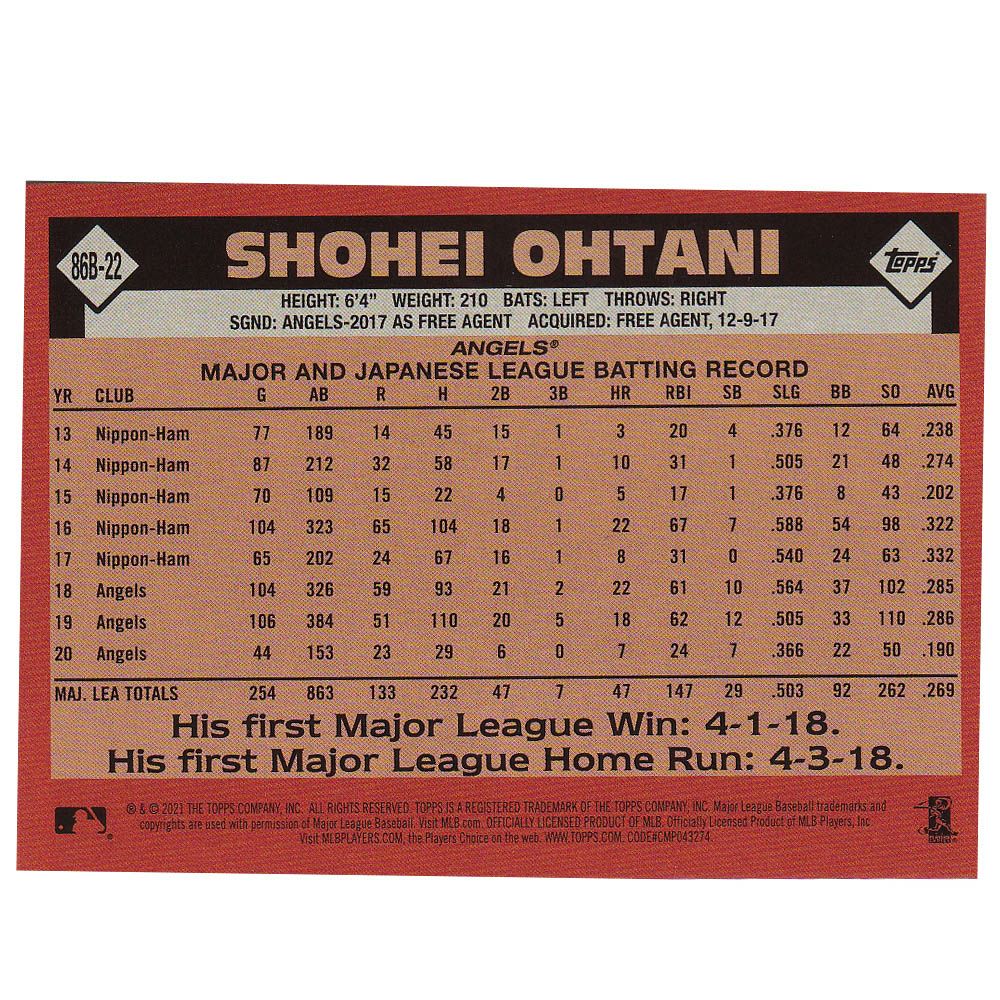 86B-22
SHOHEI OHTANI
topps
HEIGHT: 6'4" WEIGHT: 210 BATS: LEFT THROWS: RIGHT
SGND: ANGELS-2017 AS FREE AGENT ACQUIRED: FREE AGENT, 12-9-17
ANGELS®
MAJOR AND JAPANESE LEAGUE BATTING RECORD
YR CLUB G AB R H 2B 3B HR RBI SB SLG BB SO AVG
13 Nippon-Ham 77 189 14 45 15 1 3 20 4 .376 12 64 .238
14 Nippon-Ham 87 212 32 58 17 1 10 31 1 .505 21 48 .274
15 Nippon-Ham 70 109 15 22 4 0 5 17 1 .376 8 43 .202
16 Nippon-Ham 104 323 65 104 18 1 22 67 7 .588 54 98 .322
17 Nippon-Ham 65 202 24 67 16 1 8 31 0 .540 24 63 .332
18 Angels 104 326 59 93 21 2 22 61 10 .564 37 102 .285
19 Angels 106 384 51 110 20 5 18 62 12 .505 33 110 .286
20 Angels 44 153 23 29 6 0 7 24 7 .366 22 50 .190
MAJ. LEA TOTALS 254 863 133 232 47 7 47 147 29 .503 92 262 .269
His first Major League Win: 4-1-18.
His first Major League Home Run: 4-3-18.
® & © 2021 THE TOPPS COMPANY, INC. ALL RIGHTS RESERVED. TOPPS IS A REGISTERED TRADEMARK OF THE TOPPS COMPANY, INC. Major League Baseball trademarks and
copyrights are used with permission of Major League Baseball. Visit MLB.com. OFFICIALLY LICENSED PRODUCT OF MLB. Officially Licensed Product of MLB Players, Inc
Visit MLBPLAYERS.COM, the Players Choice on the web. WWW.TOPPS.COM. CODE#CMP043274.